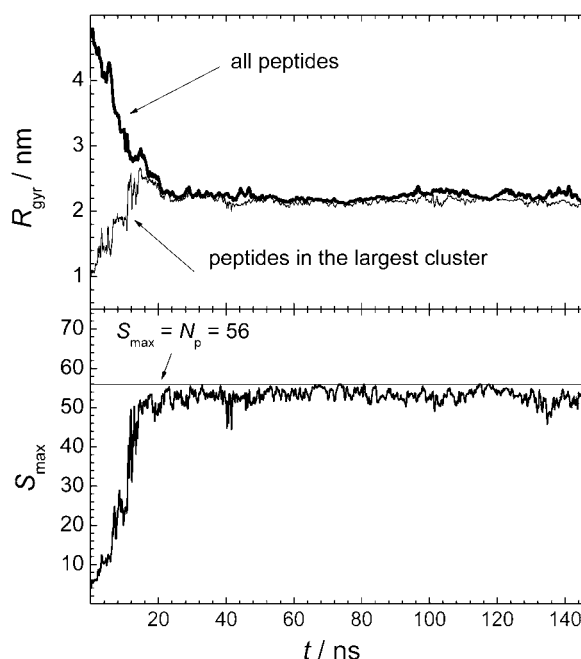 4
all peptides
3
R_gyr / nm
2
peptides in the largest cluster
1
70
S_max = N_p = 56
60
50
40
S_max
30
20
10
20 40 60 80 100 120 140
t / ns